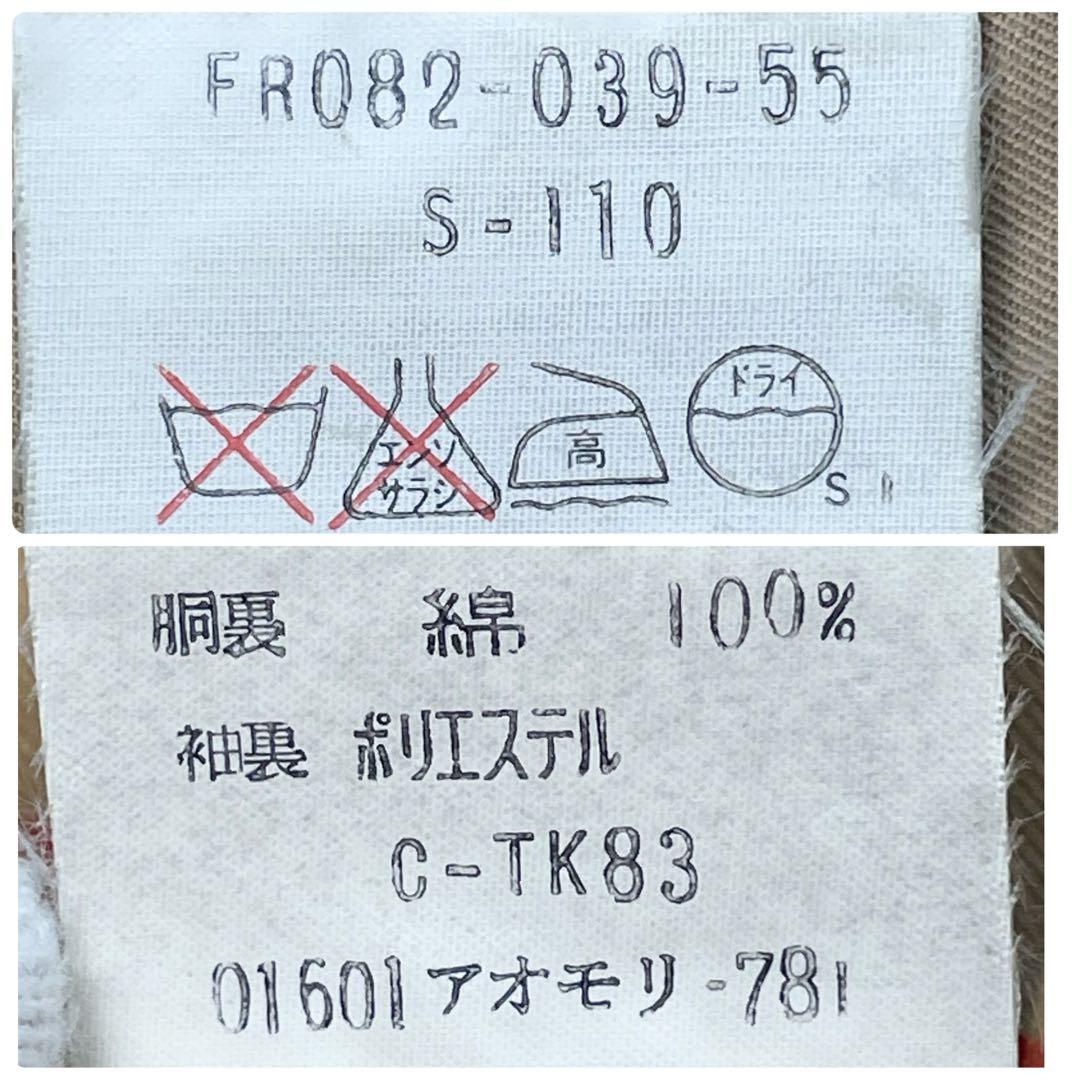 FR082-039-55
S-110
エンソ
サラシ
高
ドライ
S
胴裏 綿 100%
袖裏 ポリエステル
C-TK83
01601アオモリ-781